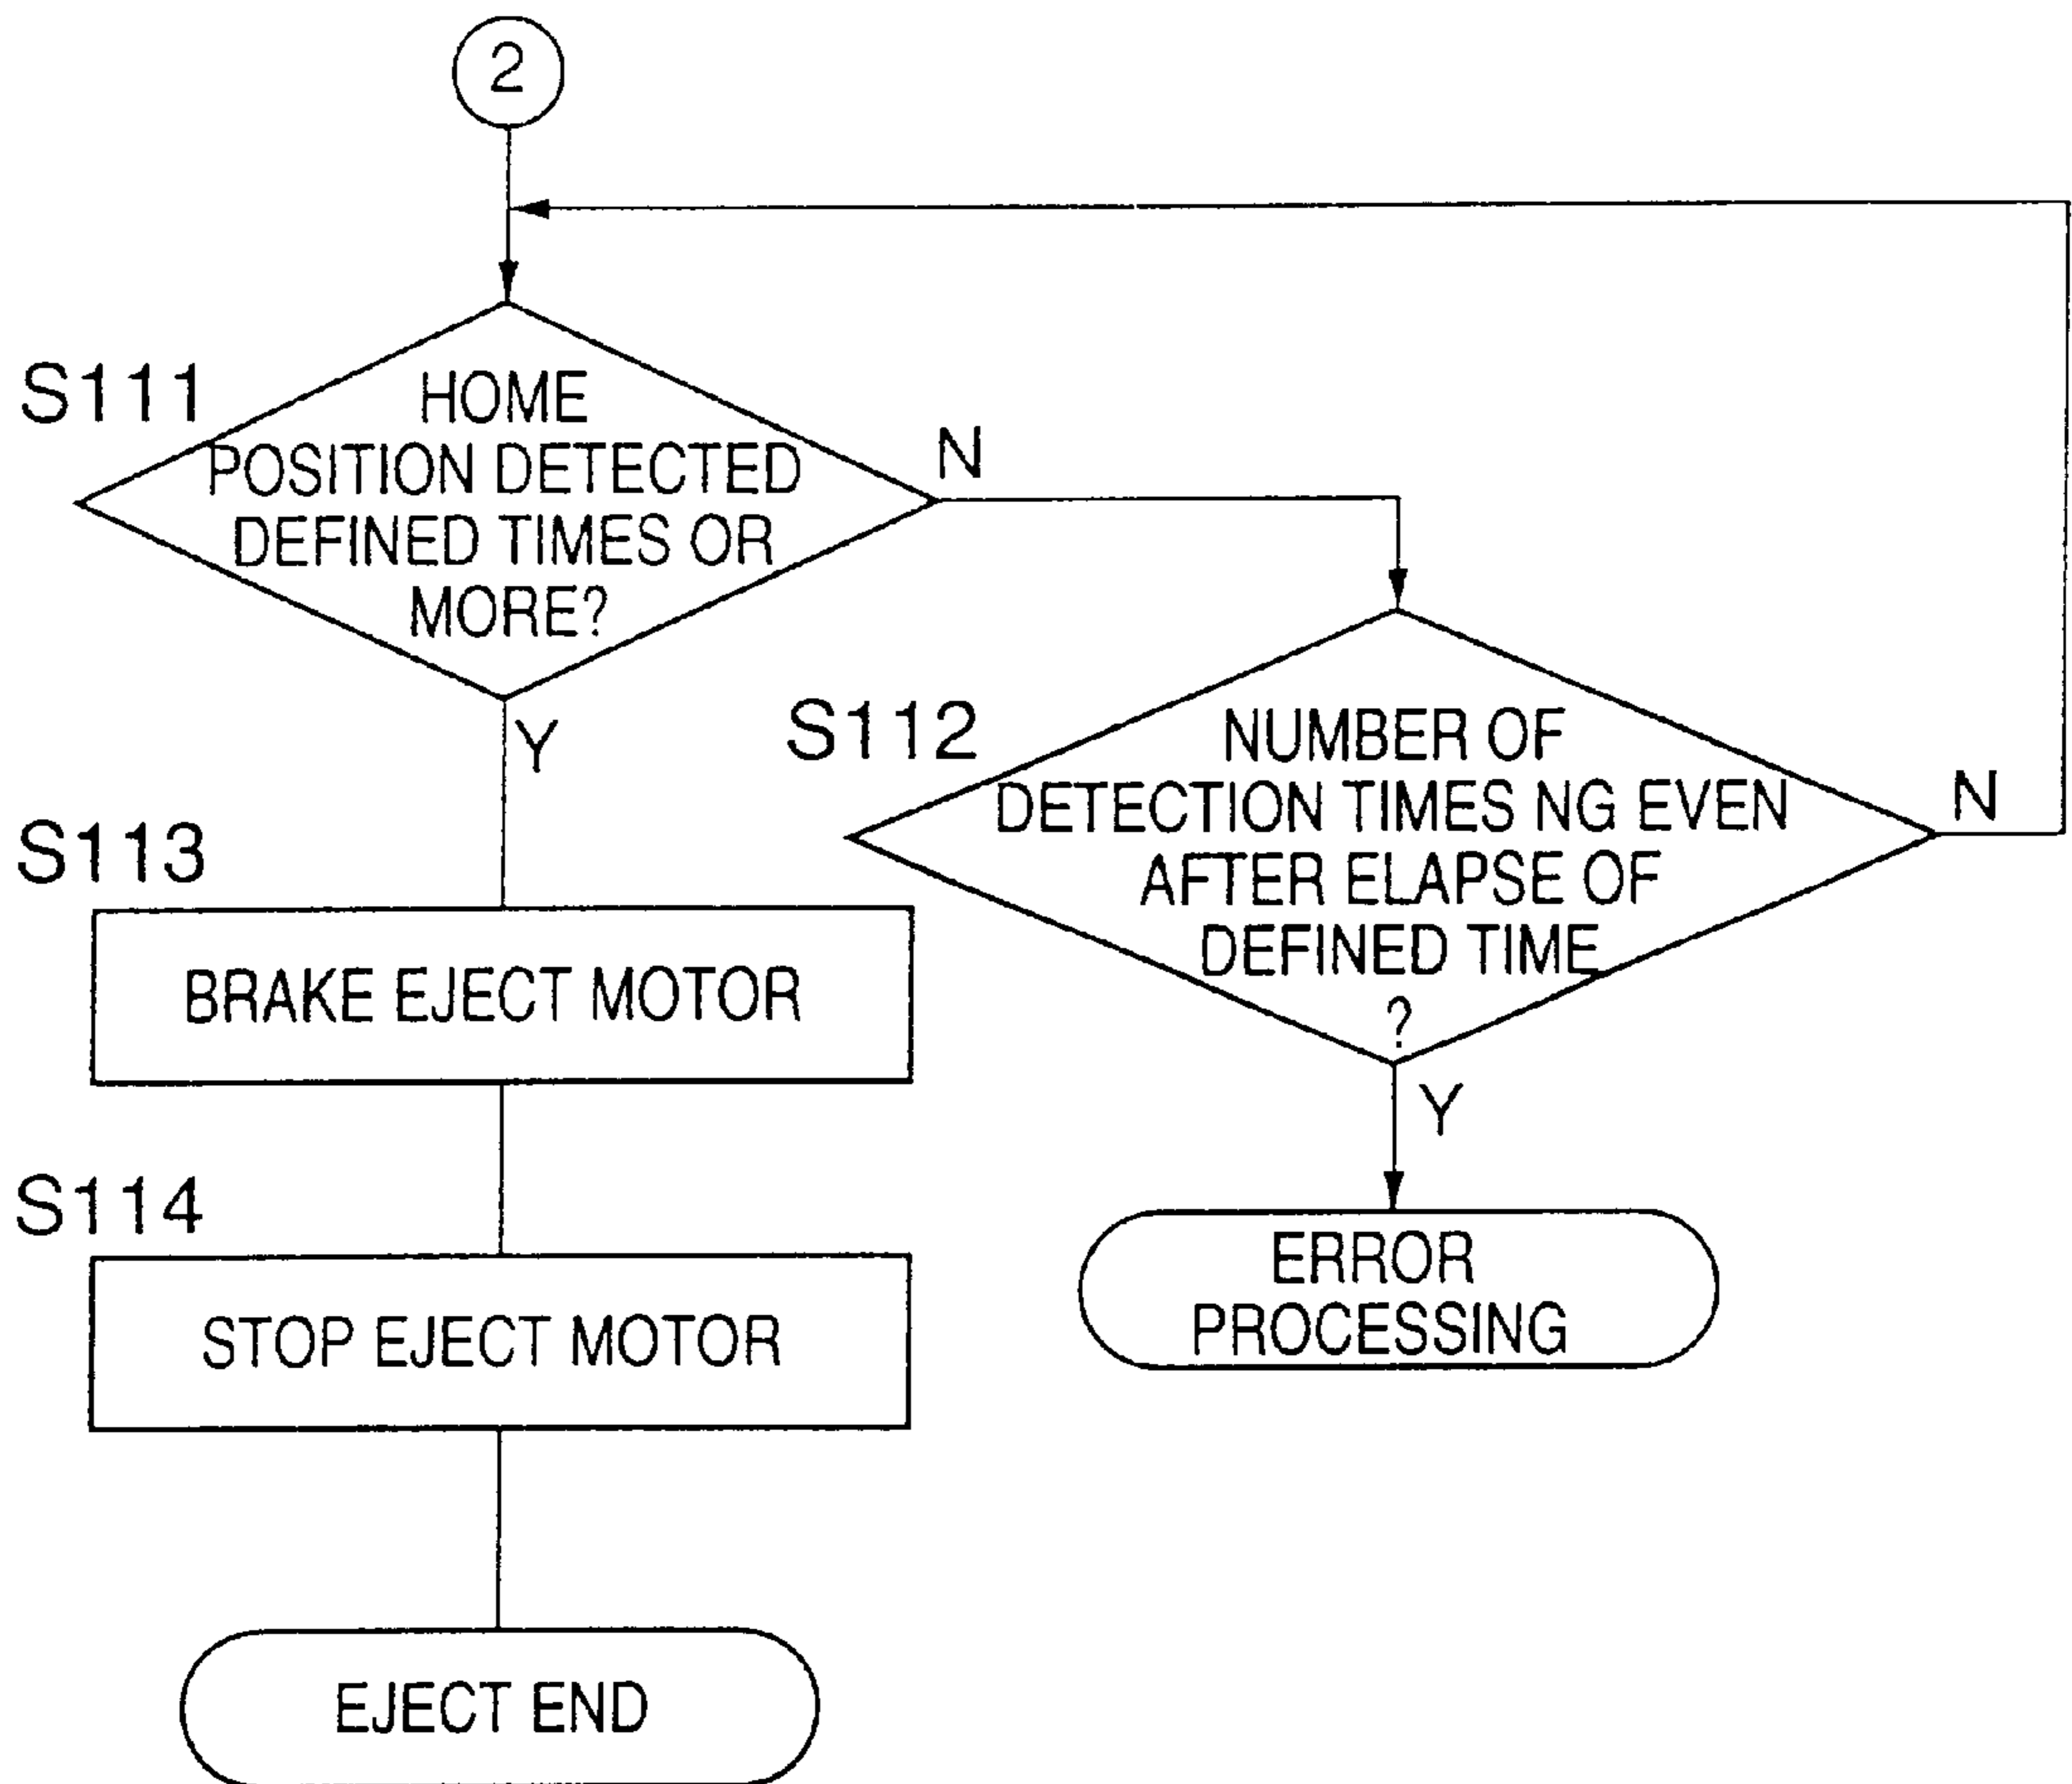 2
S111
HOME
POSITION DETECTED
DEFINED TIMES OR
MORE?
N
Y
S112
NUMBER OF
DETECTION TIMES NG EVEN
AFTER ELAPSE OF
DEFINED TIME
?
N
Y
S113
BRAKE EJECT MOTOR
S114
STOP EJECT MOTOR
ERROR
PROCESSING
EJECT END